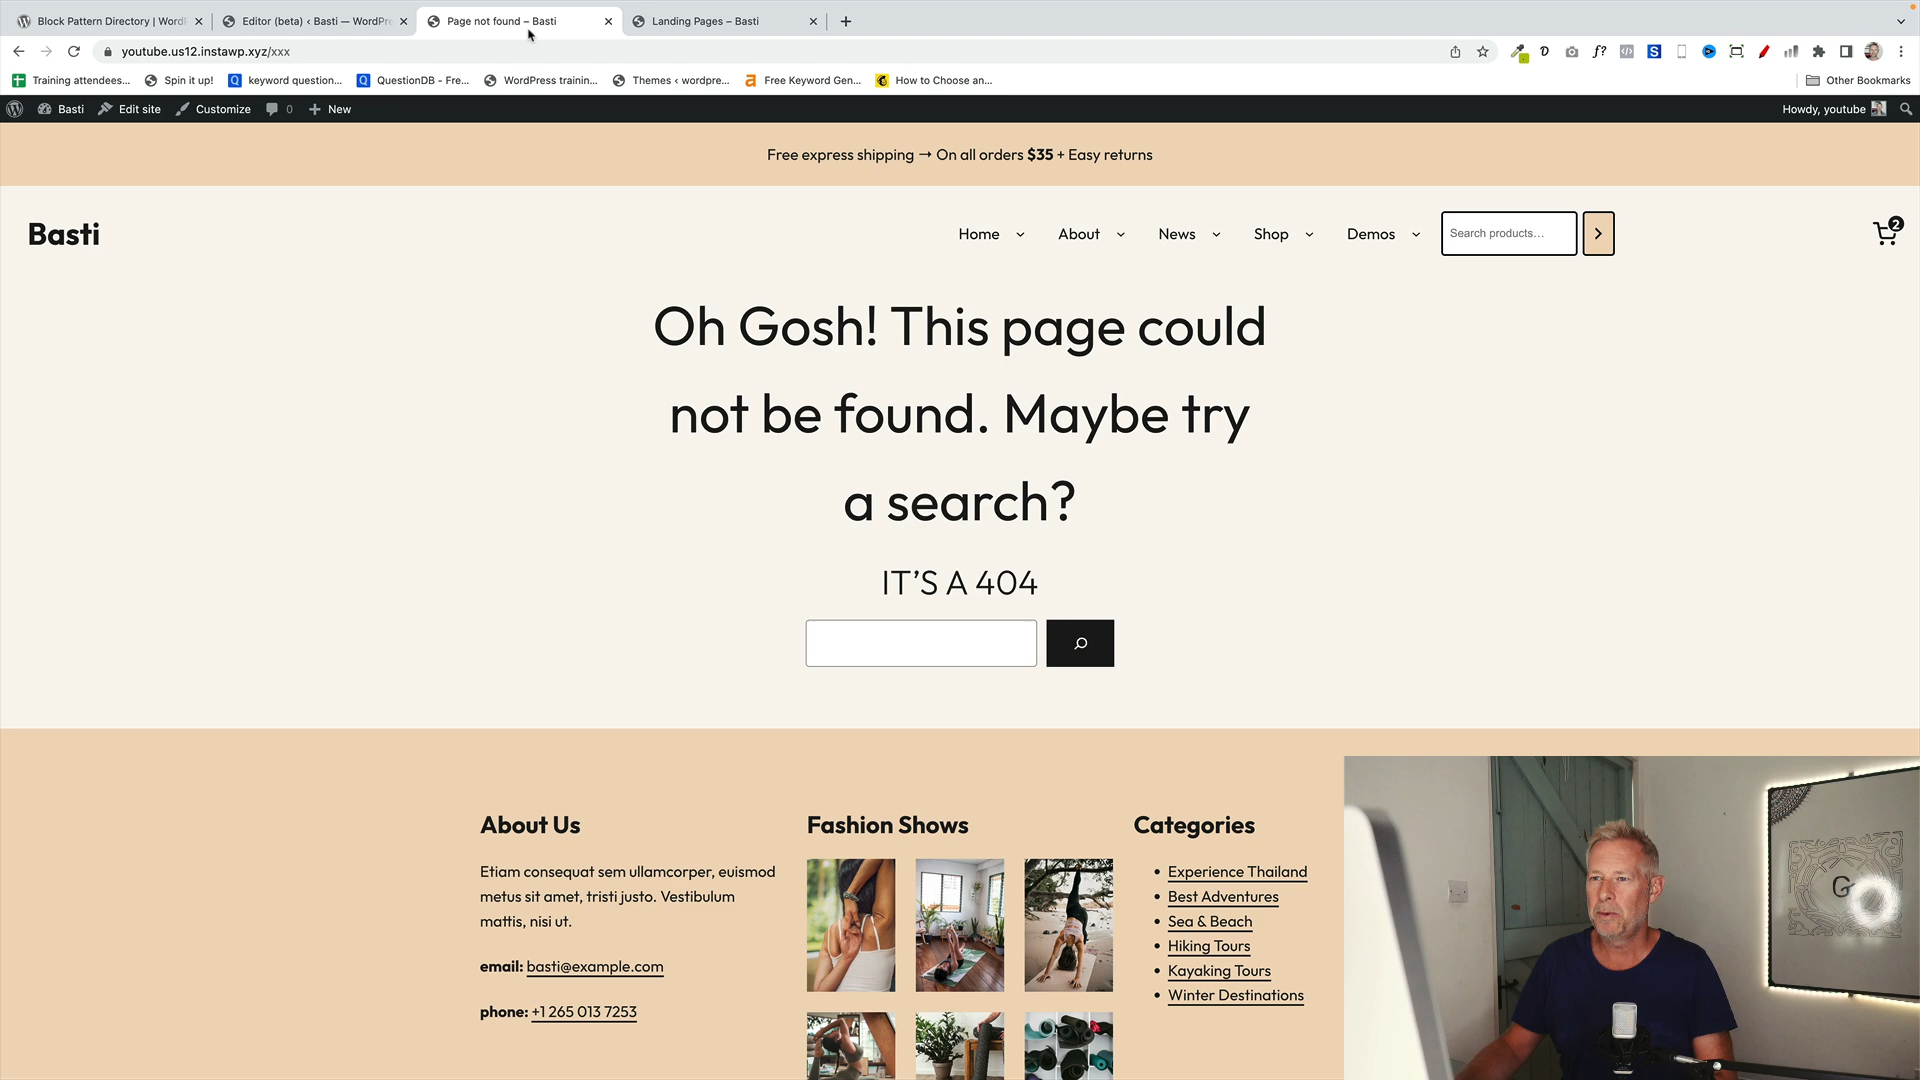 Block Pattern Directory | Word
Editor (beta) ‹ Basti — WordPre
Page not found – Basti
Landing Pages – Basti
youtube.us12.instawp.xyz/xxx
Training attendees...
Spin it up!
keyword question...
QuestionDB - Fre...
WordPress trainin...
Themes ‹ wordpre...
Free Keyword Gen...
How to Choose an...
Other Bookmarks
Basti
Edit site
Customize
0
New
Howdy, youtube
Free express shipping → On all orders $35 + Easy returns
Basti
Home
About
News
Shop
Demos
Search products...
2
Oh Gosh! This page could
not be found. Maybe try
a search?
IT’S A 404
About Us
Etiam consequat sem ullamcorper, euismod
metus sit amet, tristi justo. Vestibulum
mattis, nisi ut.
email: basti@example.com
phone: +1 265 013 7253
Fashion Shows
Categories
• Experience Thailand
• Best Adventures
• Sea & Beach
• Hiking Tours
• Kayaking Tours
• Winter Destinations